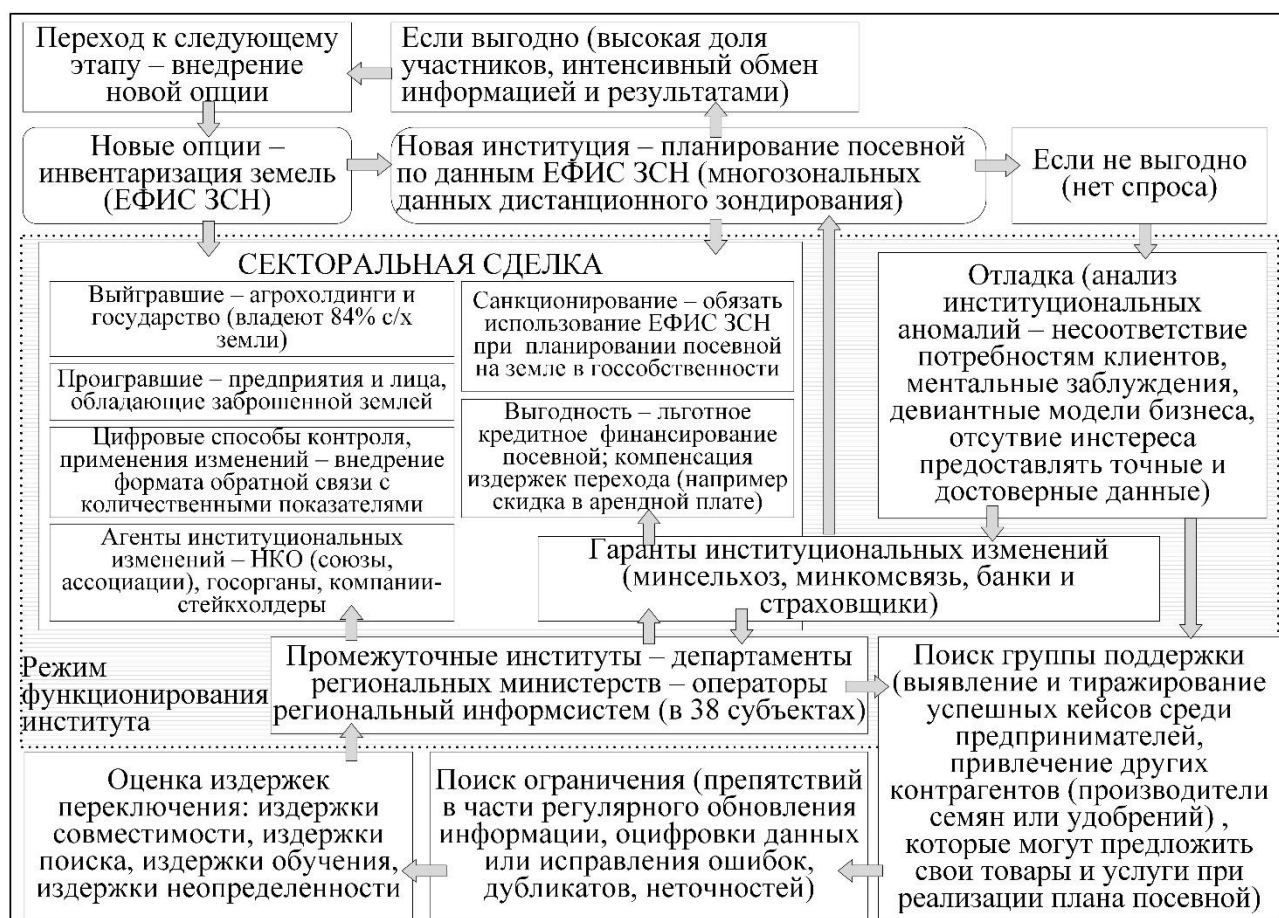 Переход к следующему
этапу – внедрение
новой опции
Если выгодно (высокая доля
участников, интенсивный обмен
информацией и результатами)
Новые опции –
инвентаризация земель
(ЕФИС ЗСН)
Новая институция – планирование посевной
по данным ЕФИС ЗСН (многозональных
данных дистанционного зондирования)
Если не выгодно
(нет спроса)
СЕКТОРАЛЬНАЯ СДЕЛКА
Выйгравшие – агрохолдинги и
государство (владеют 84% с/х
земли)
Проигравшие – предприятия и лица,
обладающие заброшенной землей
Цифровые способы контроля,
применения изменений – внедрение
формата обратной связи с
количественными показателями
Агенты институциональных
изменений – НКО (союзы,
ассоциации), госорганы, компании-
стейкхолдеры
Санкционирование – обязать
использование ЕФИС ЗСН
при планировании посевной
на земле в госсобственности
Выгодность – льготное
кредитное финансирование
посевной; компенсация
издержек перехода (например
скидка в арендной плате)
Отладка (анализ
институциональных
аномалий – несоответствие
потребностям клиентов,
ментальные заблуждения,
девиантные модели бизнеса,
отсутвие инстереса
предоставлять точные и
достоверные данные)
Гаранты институциональных изменений
(минсельхоз, минкомсвязь, банки и
страховщики)
Режим
функционирования
института
Промежуточные институты – департаменты
региональных министерств – операторы
региональный информсистем (в 38 субъектах)
Поиск группы поддержки
(выявление и тиражирование
успешных кейсов среди
предпринимателей,
привлечение других
контрагентов (производители
семян или удобрений) ,
которые могут предложить
свои товары и услуги при
реализации плана посевной)
Оценка издержек
переключения: издержки
совместимости, издержки
поиска, издержки обучения,
издержки неопределенности
Поиск ограничения (препятствий
в части регулярного обновления
информации, оцифровки данных
или исправления ошибок,
дубликатов, неточностей)